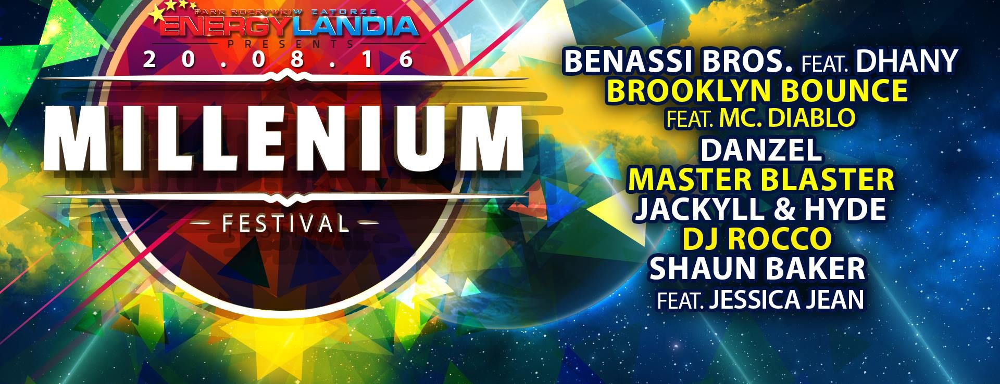 PARK ROZRYWKI W ZATORZE
ENERGYLANDIA
PRESENTS
20.08.16
MILLENIUM
FESTIVAL
BENASSI BROS. FEAT. DHANY
BROOKLYN BOUNCE
FEAT. MC. DIABLO
DANZEL
MASTER BLASTER
JACKYLL & HYDE
DJ ROCCO
SHAUN BAKER
FEAT. JESSICA JEAN